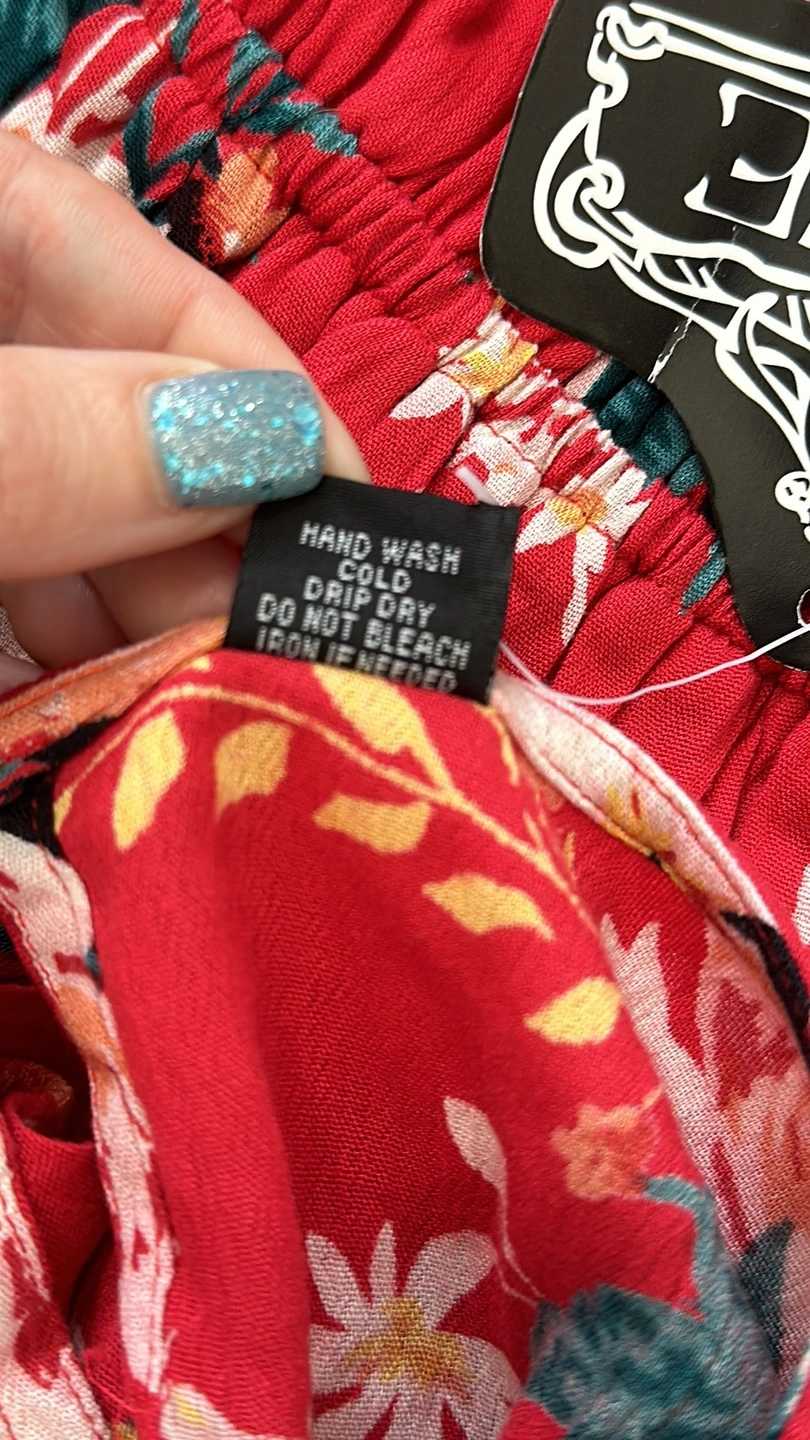 HAND WASH
COLD
DRIP DRY
DO NOT BLEACH
IRON IF NEEDED